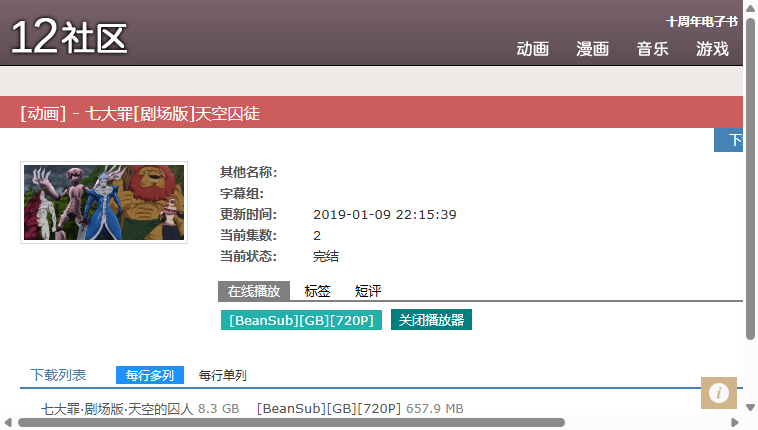 十周年电子书
12社区
动画 漫画 音乐 游戏
[动画] - 七大罪[剧场版]天空囚徒
其他名称:
字幕组:
更新时间: 2019-01-09 22:15:39
当前集数: 2
当前状态: 完结
在线播放 标签 短评
[BeanSub][GB][720P] 关闭播放器
下载列表 每行多列 每行单列
七大罪·剧场版·天空的囚人 8.3 GB [BeanSub][GB][720P] 657.9 MB